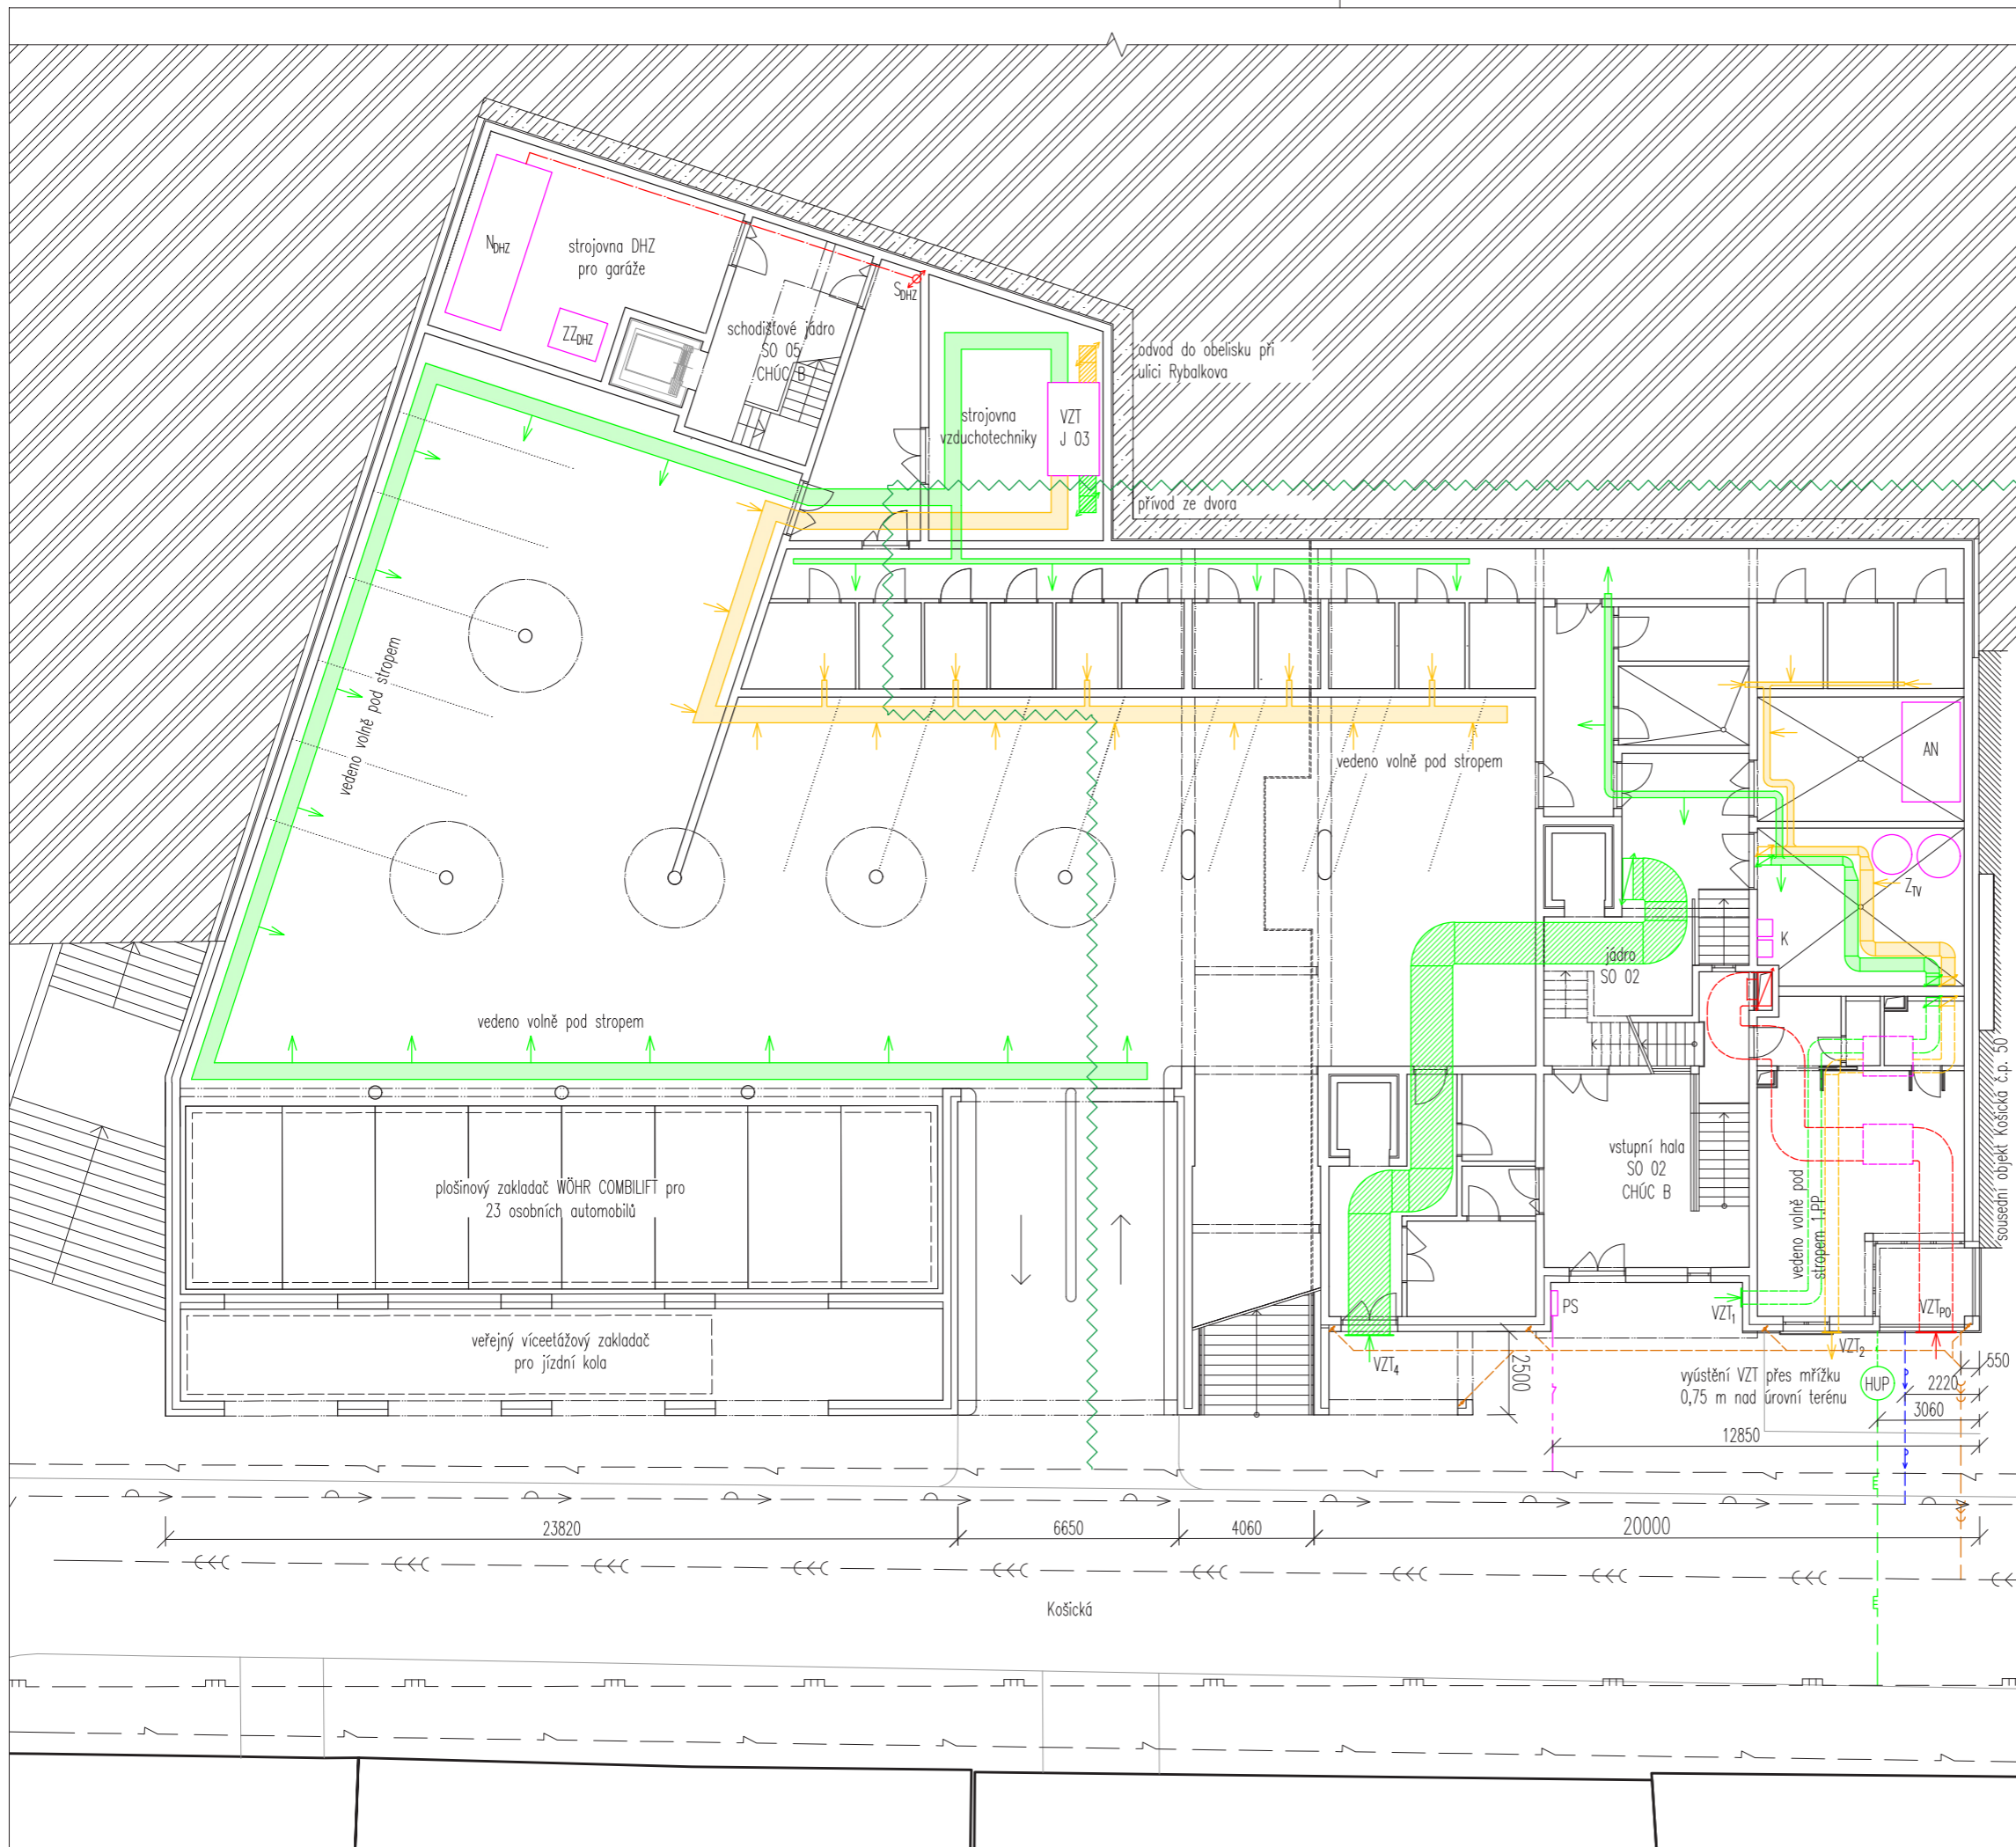 N_DHZ
strojovna DHZ
pro garáže
ZZ_DHZ
schodišťové jádro
SO 05
CHÚC B
S_DHZ
strojovna
vzduchotechniky
VZT
J 03
odvod do obelisku při
ulici Rybalkova
přívod ze dvora
vedeno volně pod stropem
vedeno volně pod stropem
AN
Z_TV
K
jádro
SO 02
vedeno volně pod stropem
sousední objekt Košická č.p. 50
plošinový zakladač WÖHR COMBILIFT pro
23 osobních automobilů
vstupní hala
SO 02
CHÚC B
vedeno volně pod
stropem 1.PP
veřejný víceetážový zakladač
pro jízdní kola
PS
VZT_1
VZT_PO
VZT_4
VZT_2
2500
550
vyústění VZT přes mřížku
0,75 m nad úrovní terénu
HUP
2220
3060
12850
23820
6650
4060
20000
Košická